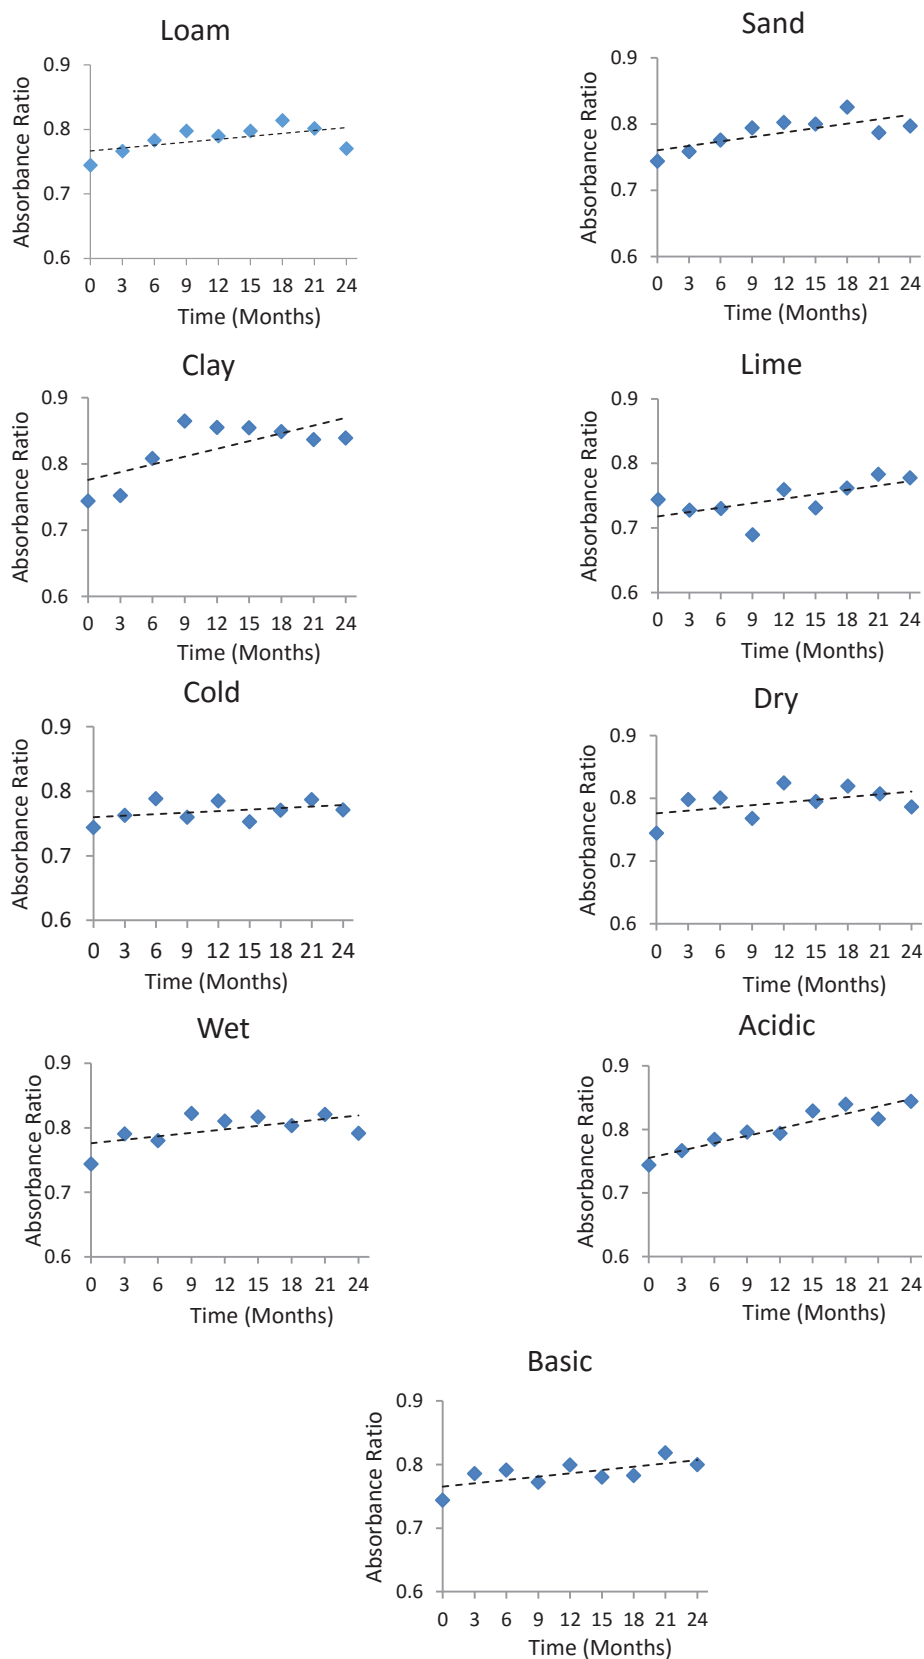 Loam
Absorbance Ratio
0.9
0.8
0.7
0.6
0 3 6 9 12 15 18 21 24
Time (Months)
Sand
Absorbance Ratio
0.9
0.8
0.7
0.6
0 3 6 9 12 15 18 21 24
Time (Months)
Clay
Absorbance Ratio
0.9
0.8
0.7
0.6
0 3 6 9 12 15 18 21 24
Time (Months)
Lime
Absorbance Ratio
0.9
0.8
0.7
0.6
0 3 6 9 12 15 18 21 24
Time (Months)
Cold
Absorbance Ratio
0.9
0.8
0.7
0.6
0 3 6 9 12 15 18 21 24
Time (Months)
Dry
Absorbance Ratio
0.9
0.8
0.7
0.6
0 3 6 9 12 15 18 21 24
Time (Months)
Wet
Absorbance Ratio
0.9
0.8
0.7
0.6
0 3 6 9 12 15 18 21 24
Time (Months)
Acidic
Absorbance Ratio
0.9
0.8
0.7
0.6
0 3 6 9 12 15 18 21 24
Time (Months)
Basic
Absorbance Ratio
0.9
0.8
0.7
0.6
0 3 6 9 12 15 18 21 24
Time (Months)